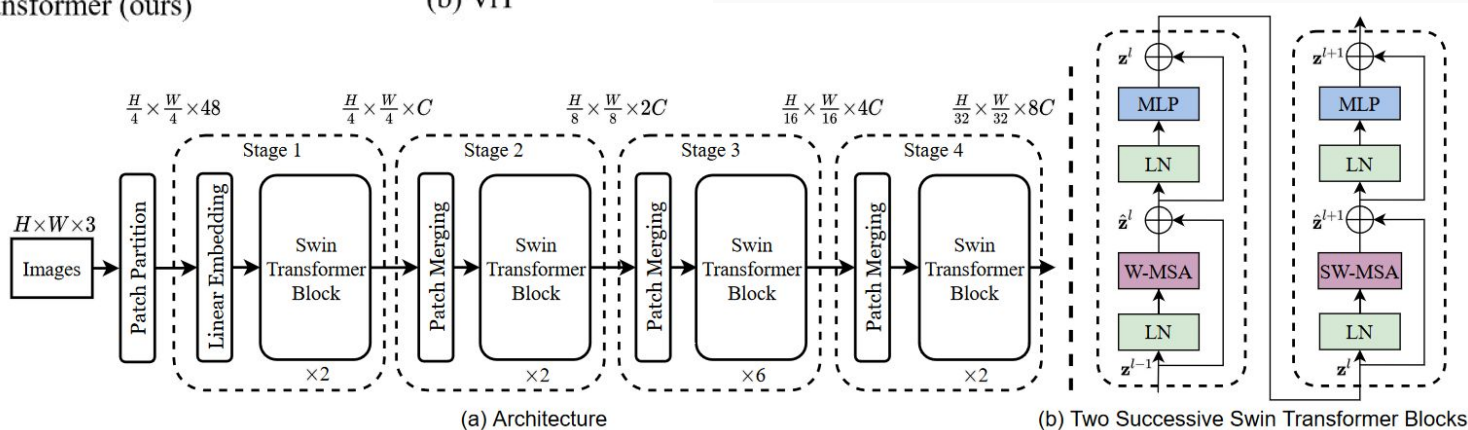 ansformer (ours)
(b) ViT
H/4 × W/4 × 48
H/4 × W/4 × C
H/8 × W/8 × 2C
H/16 × W/16 × 4C
H/32 × W/32 × 8C
Stage 1
Stage 2
Stage 3
Stage 4
H×W×3
Images
Patch Partition
Linear Embedding
Swin
Transformer
Block
×2
Patch Merging
Swin
Transformer
Block
×2
Patch Merging
Swin
Transformer
Block
×6
Patch Merging
Swin
Transformer
Block
×2
(a) Architecture
z^l
MLP
LN
ẑ^l
W-MSA
LN
z^{l-1}
z^{l+1}
MLP
LN
ẑ^{l+1}
SW-MSA
LN
z^l
(b) Two Successive Swin Transformer Blocks